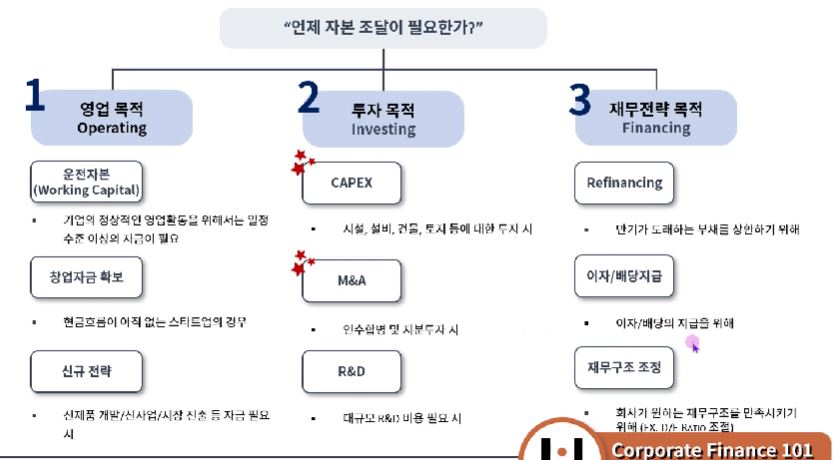 “언제 자본 조달이 필요한가?”
1
영업 목적
Operating
운전자본
(Working Capital)
▪ 기업의 정상적인 영업활동을 위해서는 일정
수준 이상의 자금이 필요
창업자금 확보
▪ 현금흐름이 아직 없는 스타트업의 경우
신규 전략
▪ 신제품 개발/신사업/시장 진출 등 자금 필요
시
2
투자 목적
Investing
CAPEX
▪ 시설, 설비, 건물, 토지 등에 대한 투자 시
M&A
▪ 인수합병 및 지분투자 시
R&D
▪ 대규모 R&D 비용 필요 시
3
재무전략 목적
Financing
Refinancing
▪ 만기가 도래하는 부채를 상환하기 위해
이자/배당지급
▪ 이자/배당의 지급을 위해
재무구조 조정
▪ 회사가 원하는 재무구조를 만족시키기
위해 (EX. D/E RATIO 조절)
Corporate Finance 101